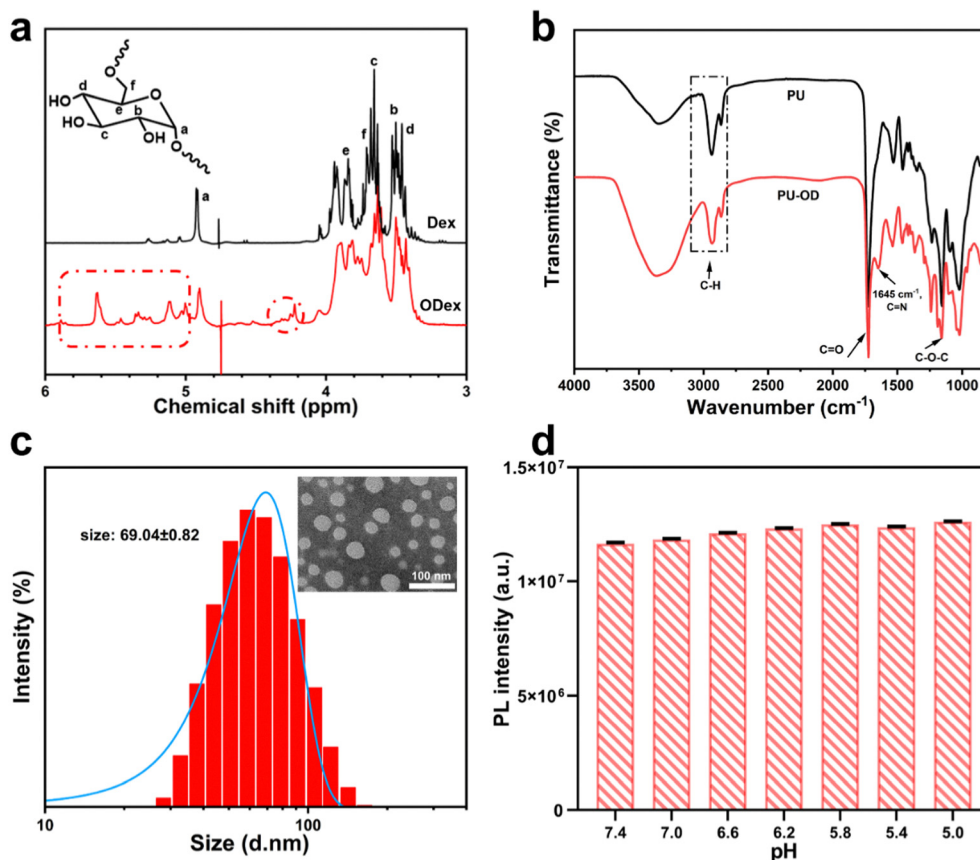 a
O
f
d
HO
O
e
b
a
HO
c
OH
O
a
e
f
c
b
d
Dex
ODex
6
5
4
3
Chemical shift (ppm)
b
Transmittance (%)
PU
PU-OD
C-H
1645 cm⁻¹,
C=N
C=O
C-O-C
4000
3500
3000
2500
2000
1500
1000
Wavenumber (cm⁻¹)
c
Intensity (%)
size: 69.04±0.82
100 nm
10
100
Size (d.nm)
d
PL intensity (a.u.)
1.5×10⁷
1×10⁷
5×10⁶
0
7.4
7.0
6.6
6.2
5.8
5.4
5.0
pH